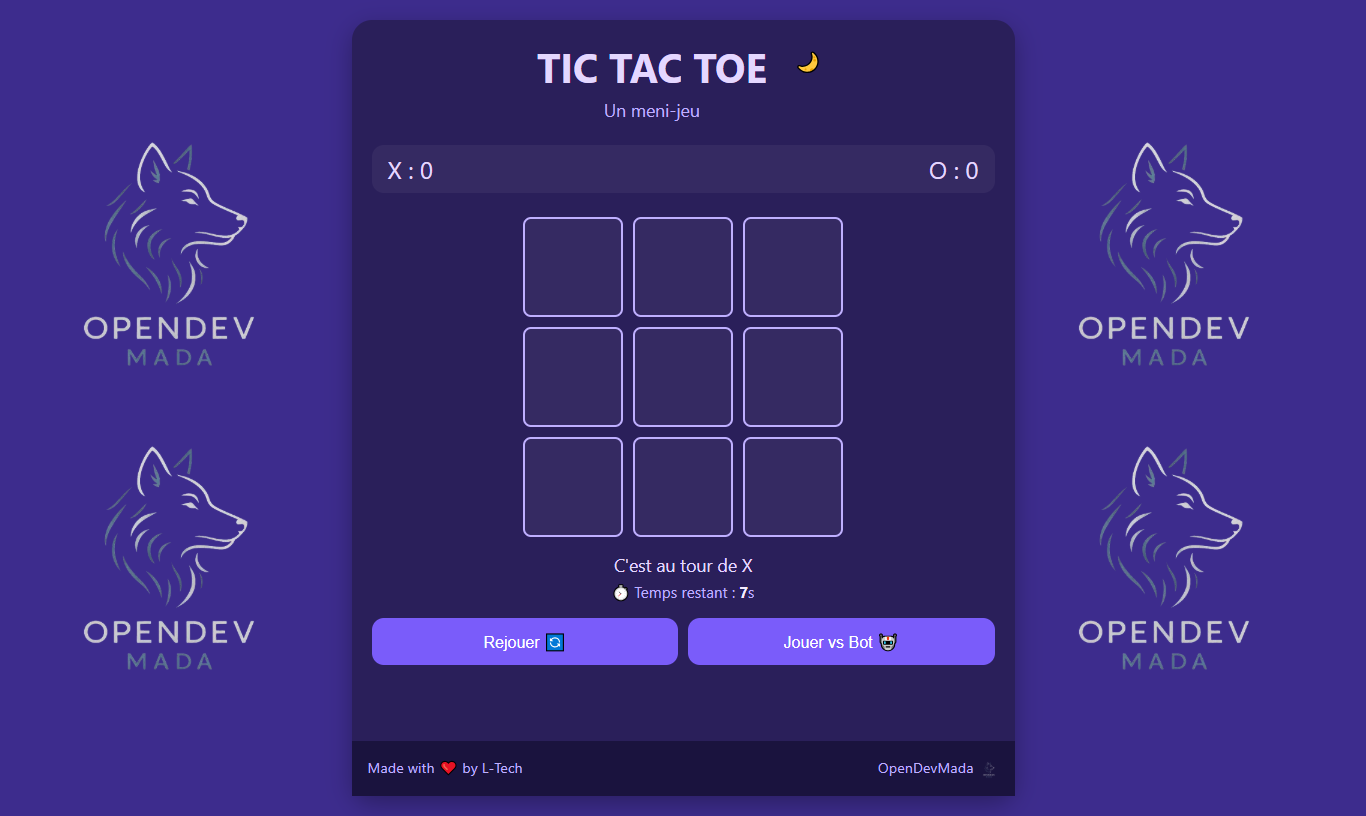 TIC TAC TOE 🌙
Un meni-jeu
X : 0
O : 0
C'est au tour de X
⏱ Temps restant : 7s
Rejouer 🔄
Jouer vs Bot 🤖
Made with ❤ by L-Tech
OpenDevMada
OPENDEV
MADA
OPENDEV
MADA
OPENDEV
MADA
OPENDEV
MADA